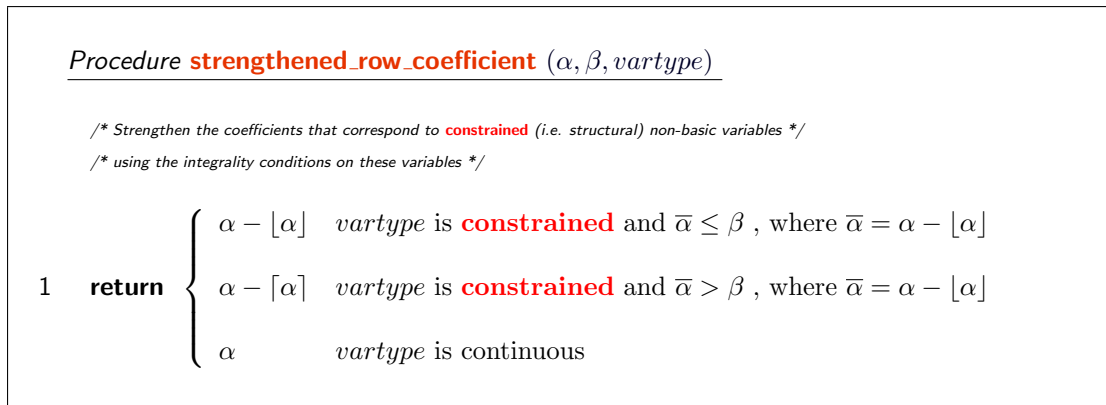 Procedure strengthened_row_coefficient (α, β, vartype)
/* Strengthen the coefficients that correspond to constrained (i.e. structural) non-basic variables */
/* using the integrality conditions on these variables */
α − ⌊α⌋ vartype is constrained and α̅ ≤ β , where α̅ = α − ⌊α⌋
1 return { α − ⌈α⌉ vartype is constrained and α̅ > β , where α̅ = α − ⌊α⌋
α vartype is continuous